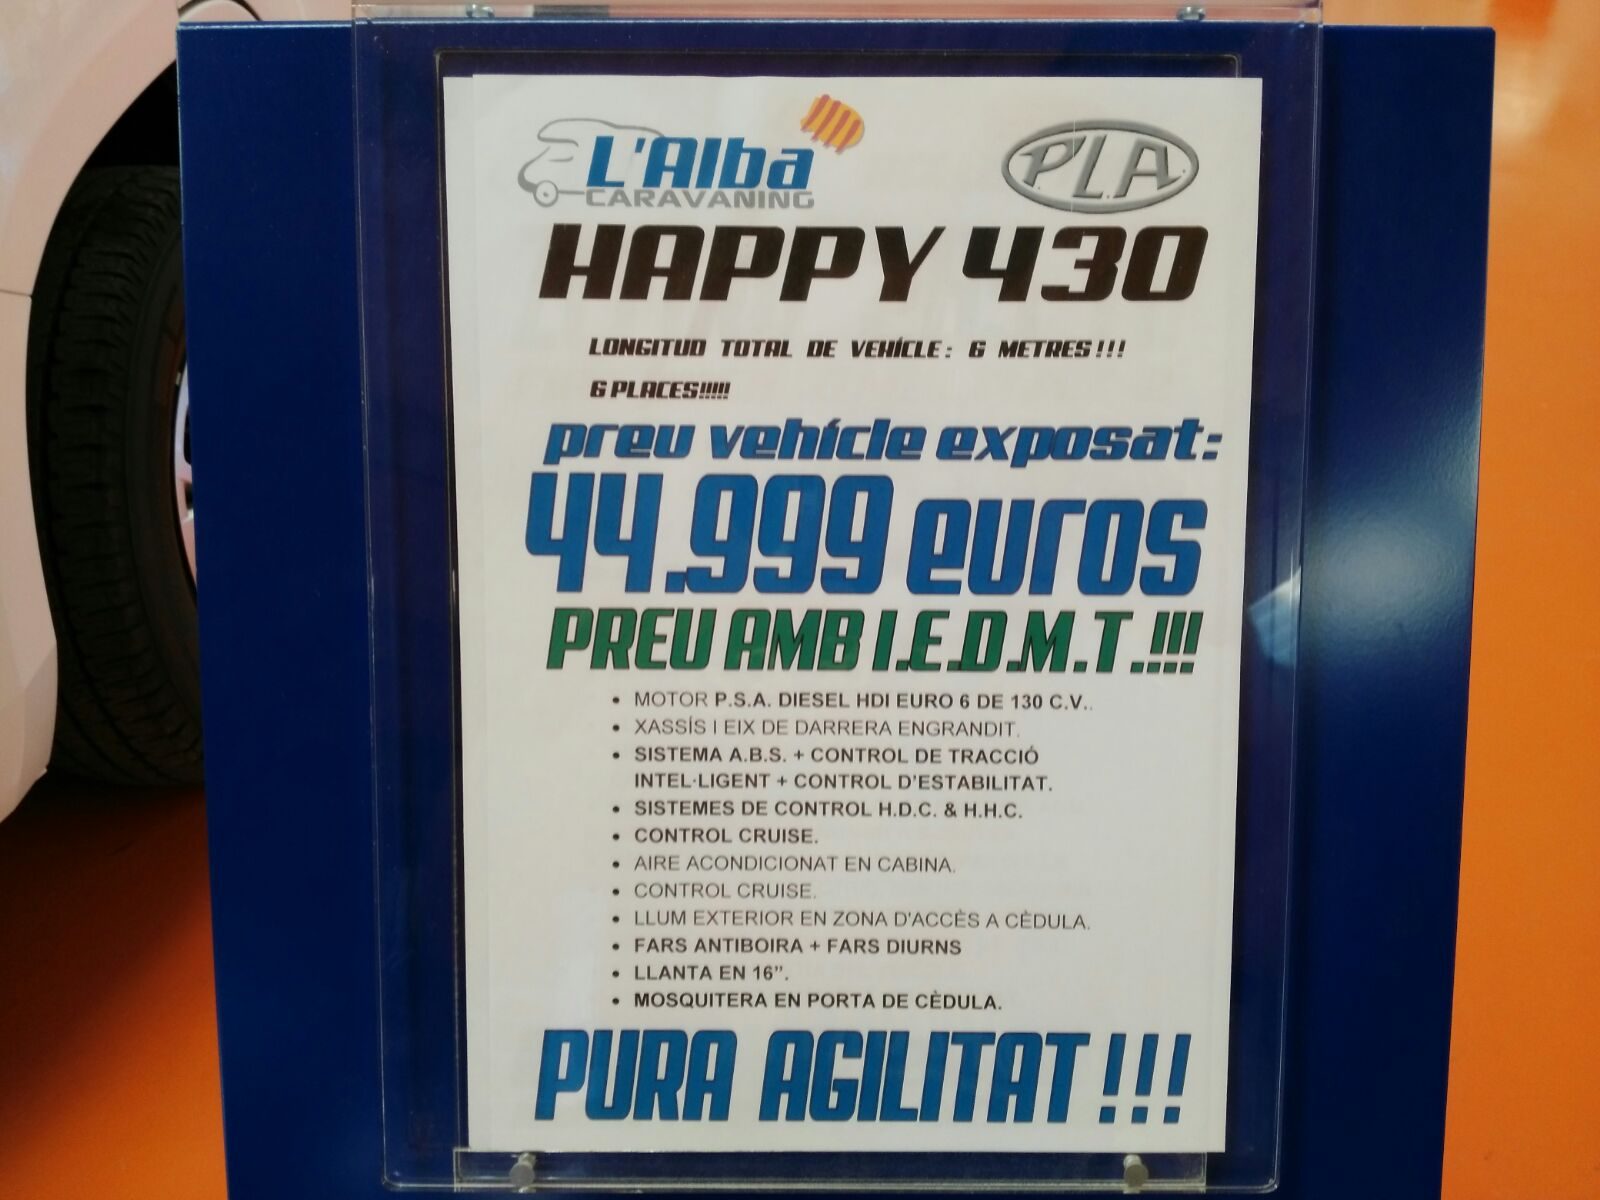 L'Alba
CARAVANING
P.L.A.
HAPPY 430
LONGITUD TOTAL DE VEHÍCLE: 6 METRES!!!
6 PLACES!!!!!
preu vehícle exposat:
44.999 euros
PREU AMB I.E.D.M.T.!!!
• MOTOR P.S.A. DIESEL HDI EURO 6 DE 130 C.V..
• XASSÍS I EIX DE DARRERA ENGRANDIT.
• SISTEMA A.B.S. + CONTROL DE TRACCIÓ
INTEL·LIGENT + CONTROL D'ESTABILITAT.
• SISTEMES DE CONTROL H.D.C. & H.H.C.
• CONTROL CRUISE.
• AIRE ACONDICIONAT EN CABINA.
• CONTROL CRUISE.
• LLUM EXTERIOR EN ZONA D'ACCÈS A CÈDULA.
• FARS ANTIBOIRA + FARS DIURNS
• LLANTA EN 16”.
• MOSQUITERA EN PORTA DE CÈDULA.
PURA AGILITAT!!!